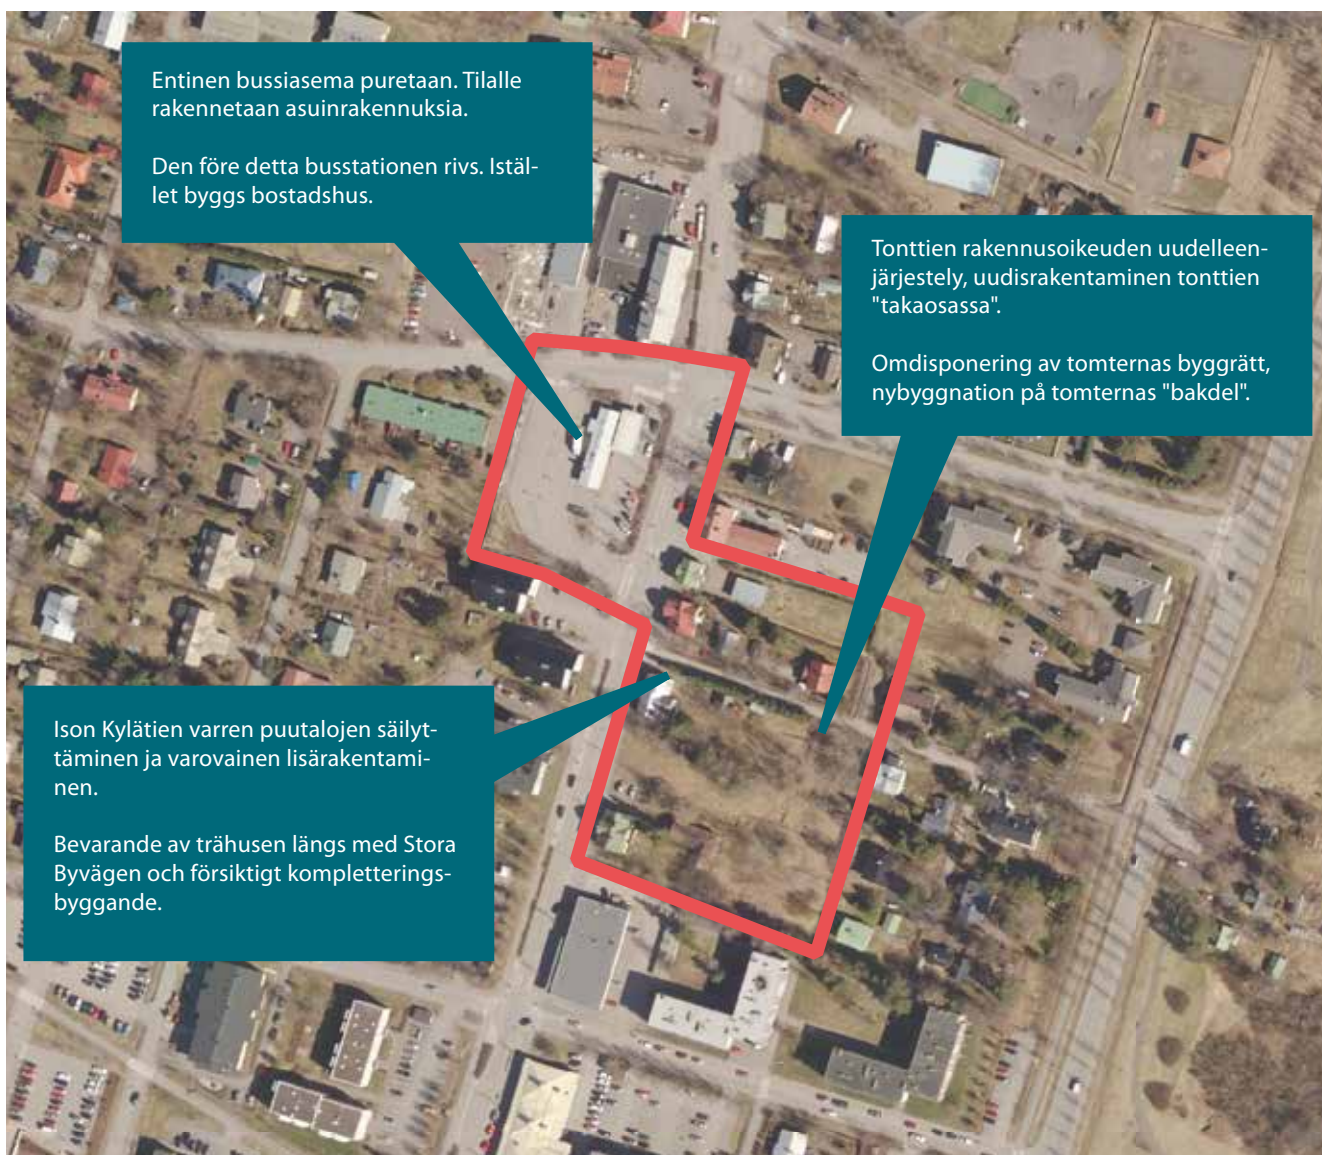 Entinen bussiasema puretaan. Tilalle
rakennetaan asuinrakennuksia.
Den före detta busstationen rivs. Istäl-
let byggs bostadshus.
Tonttien rakennusoikeuden uudelleen-
järjestely, uudisrakentaminen tonttien
"takaosassa".
Omdisponering av tomternas byggrätt,
nybyggnation på tomternas "bakdel".
Ison Kylätien varren puutalojen säilyt-
täminen ja varovainen lisärakentami-
nen.
Bevarande av trähusen längs med Stora
Byvägen och försiktigt kompletterings-
byggande.